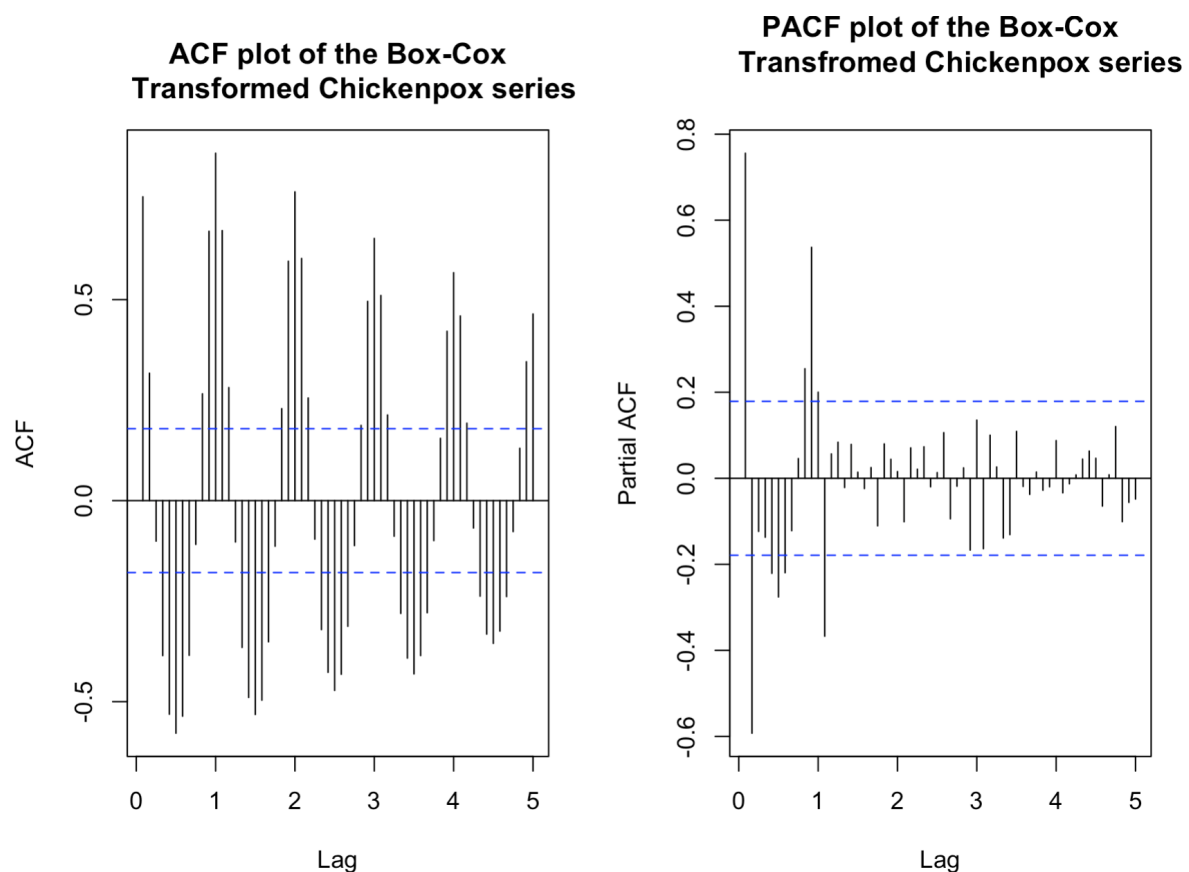 ACF plot of the Box-Cox
Transformed Chickenpox series
ACF
0.5
0.0
-0.5
0 1 2 3 4 5
Lag
PACF plot of the Box-Cox
Transfromed Chickenpox series
Partial ACF
0.8
0.6
0.4
0.2
0.0
-0.2
-0.4
-0.6
0 1 2 3 4 5
Lag